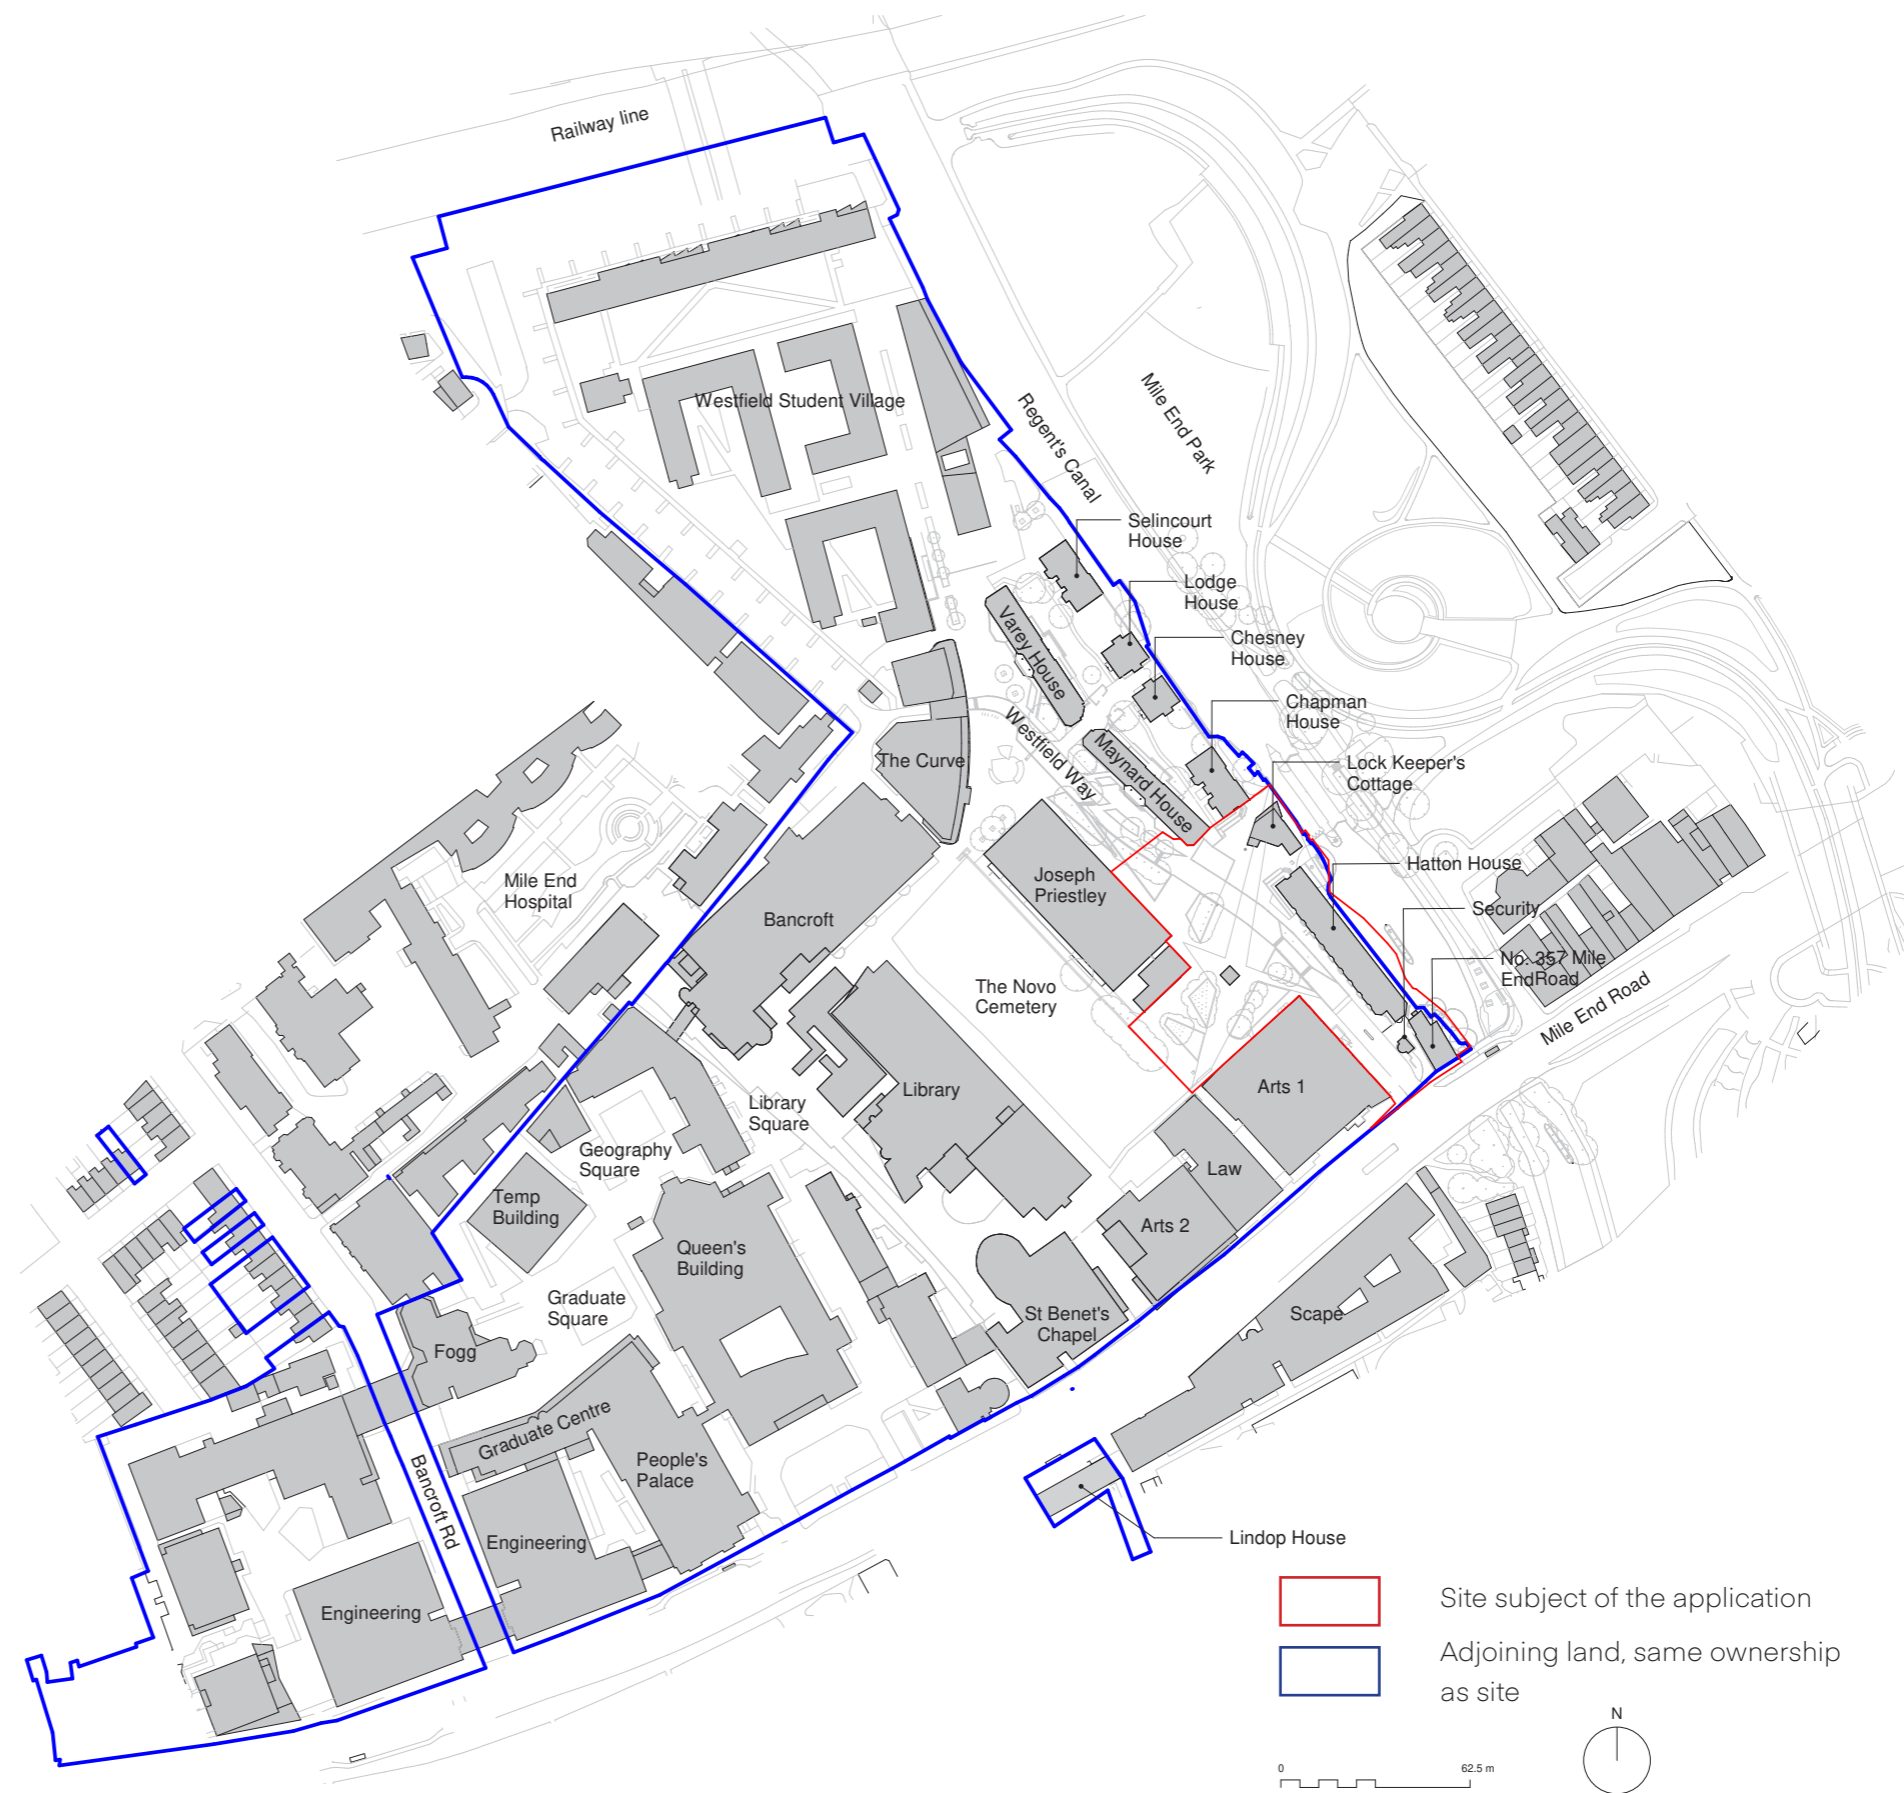 Railway line
Westfield Student Village
Mile End Park
Regent's Canal
Selincourt
House
Lodge
House
Varey House
Chesney
House
Chapman
House
Westfield Way
Maynard House
The Curve
Lock Keeper's
Cottage
Hatton House
Joseph
Priestley
Mile End
Hospital
Bancroft
Security
No. 357 Mile
EndRoad
The Novo
Cemetery
Mile End Road
Arts 1
Library
Library
Square
Geography
Square
Law
Temp
Building
Arts 2
Queen's
Building
Graduate
Square
St Benet's
Chapel
Scape
Fogg
Graduate Centre
People's
Palace
Bancroft Rd
Engineering
Lindop House
Engineering
Site subject of the application
Adjoining land, same ownership
as site
N
0
62.5 m